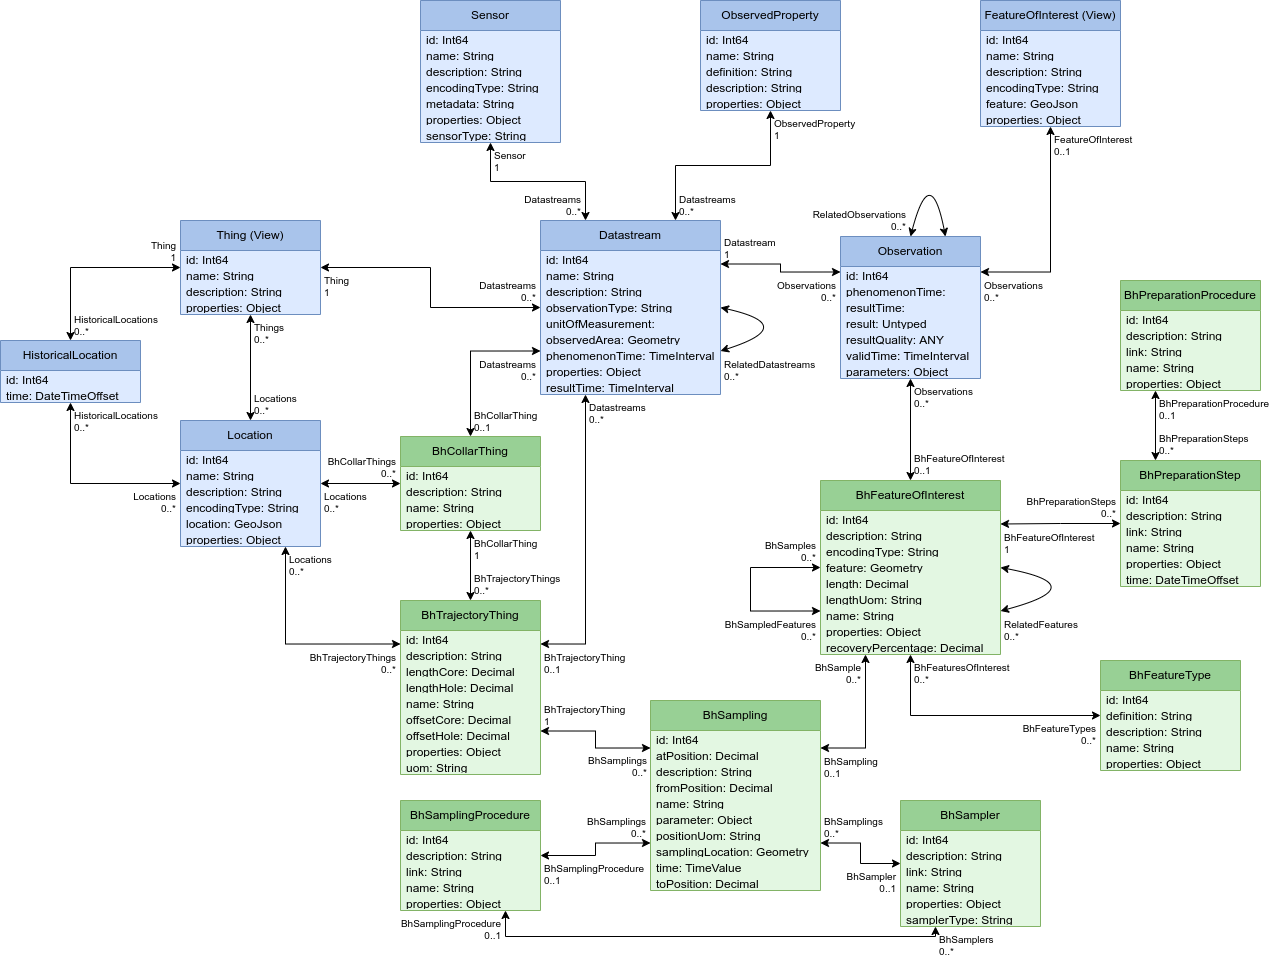 Sensor
id: Int64
name: String
description: String
encodingType: String
metadata: String
properties: Object
sensorType: String
ObservedProperty
id: Int64
name: String
definition: String
description: String
properties: Object
FeatureOfInterest (View)
id: Int64
name: String
description: String
encodingType: String
feature: GeoJson
properties: Object
Sensor
1
ObservedProperty
1
FeatureOfInterest
0..1
Datastreams
0..*
Datastreams
0..*
Thing (View)
id: Int64
name: String
description: String
properties: Object
Thing
1
Thing
1
Datastreams
0..*
Datastream
id: Int64
name: String
description: String
observationType: String
unitOfMeasurement:
observedArea: Geometry
phenomenonTime: TimeInterval
properties: Object
resultTime: TimeInterval
Datastream
1
Observations
0..*
RelatedObservations
0..*
Observation
id: Int64
phenomenonTime:
resultTime:
result: Untyped
resultQuality: ANY
validTime: TimeInterval
parameters: Object
Observations
0..*
RelatedDatastreams
0..*
HistoricalLocations
0..*
HistoricalLocation
id: Int64
time: DateTimeOffset
HistoricalLocations
0..*
Things
0..*
Locations
0..*
Datastreams
0..*
Datastreams
0..*
Observations
0..*
BhPreparationProcedure
id: Int64
description: String
link: String
name: String
properties: Object
BhPreparationProcedure
0..1
BhPreparationSteps
0..*
Location
id: Int64
name: String
description: String
encodingType: String
location: GeoJson
properties: Object
Locations
0..*
BhCollarThings
0..*
Locations
0..*
Locations
0..*
BhCollarThing
0..1
BhCollarThing
id: Int64
description: String
name: String
properties: Object
BhCollarThing
1
BhTrajectoryThings
0..*
BhFeatureOfInterest
0..1
BhFeatureOfInterest
id: Int64
description: String
encodingType: String
feature: Geometry
length: Decimal
lengthUom: String
name: String
properties: Object
recoveryPercentage: Decimal
BhPreparationSteps
0..*
BhFeatureOfInterest
1
BhPreparationStep
id: Int64
description: String
link: String
name: String
properties: Object
time: DateTimeOffset
BhSamples
0..*
BhSampledFeatures
0..*
RelatedFeatures
0..*
BhTrajectoryThings
0..*
BhTrajectoryThing
id: Int64
description: String
lengthCore: Decimal
lengthHole: Decimal
name: String
offsetCore: Decimal
offsetHole: Decimal
properties: Object
uom: String
BhTrajectoryThing
0..1
BhTrajectoryThing
1
BhSamplings
0..*
BhSample
0..*
BhFeaturesOfInterest
0..*
BhFeatureTypes
0..*
BhFeatureType
id: Int64
definition: String
description: String
name: String
properties: Object
BhSampling
id: Int64
atPosition: Decimal
description: String
fromPosition: Decimal
name: String
parameter: Object
positionUom: String
samplingLocation: Geometry
time: TimeValue
toPosition: Decimal
BhSampling
0..1
BhSamplings
0..*
BhSamplingProcedure
0..1
BhSamplings
0..*
BhSampler
0..1
BhSamplingProcedure
id: Int64
description: String
link: String
name: String
properties: Object
BhSampler
id: Int64
description: String
link: String
name: String
properties: Object
samplerType: String
BhSamplingProcedure
0..1
BhSamplers
0..*